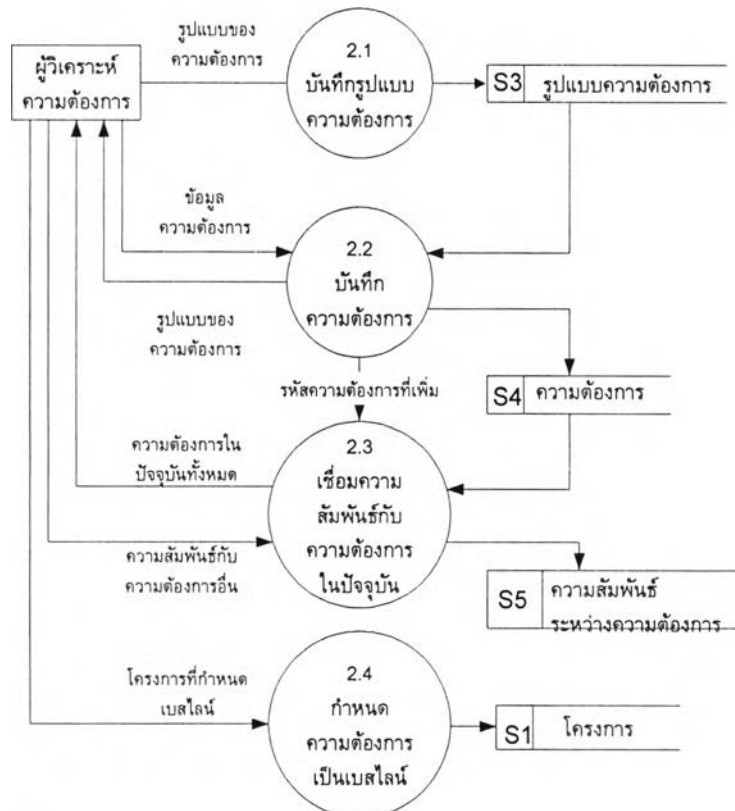 ผู้วิเคราะห์
ความต้องการ
รูปแบบของ
ความต้องการ
2.1
บันทึกรูปแบบ
ความต้องการ
S3 รูปแบบความต้องการ
ข้อมูล
ความต้องการ
2.2
บันทึก
ความต้องการ
รูปแบบของ
ความต้องการ
รหัสความต้องการที่เพิ่ม
S4 ความต้องการ
ความต้องการใน
ปัจจุบันทั้งหมด
2.3
เชื่อมความ
สัมพันธ์กับ
ความต้องการ
ในปัจจุบัน
ความสัมพันธ์กับ
ความต้องการอื่น
S5 ความสัมพันธ์
ระหว่างความต้องการ
โครงการที่กำหนด
เบสไลน์
2.4
กำหนด
ความต้องการ
เป็นเบสไลน์
S1 โครงการ